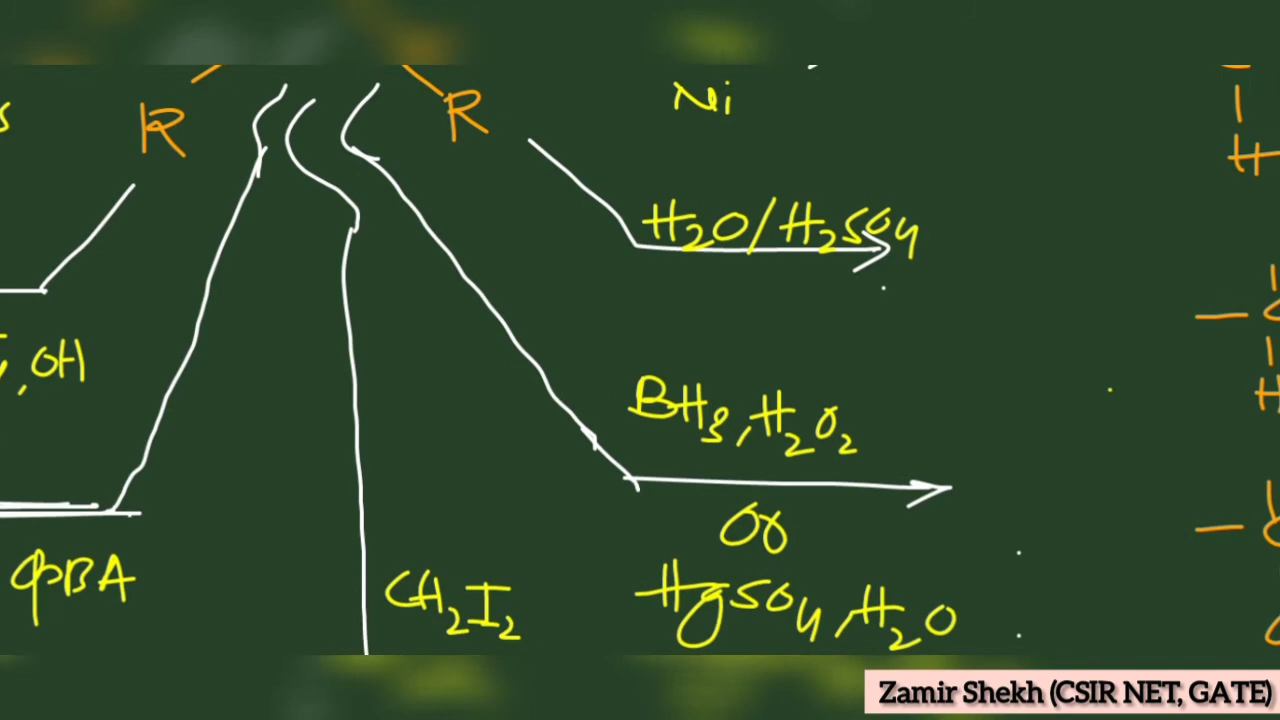 Ni
R
R
H2O/H2SO4
H
, OH
BH3, H2O2
H
Or
ΦBA
CH2I2
HgSO4, H2O
Zamir Shekh (CSIR NET, GATE)